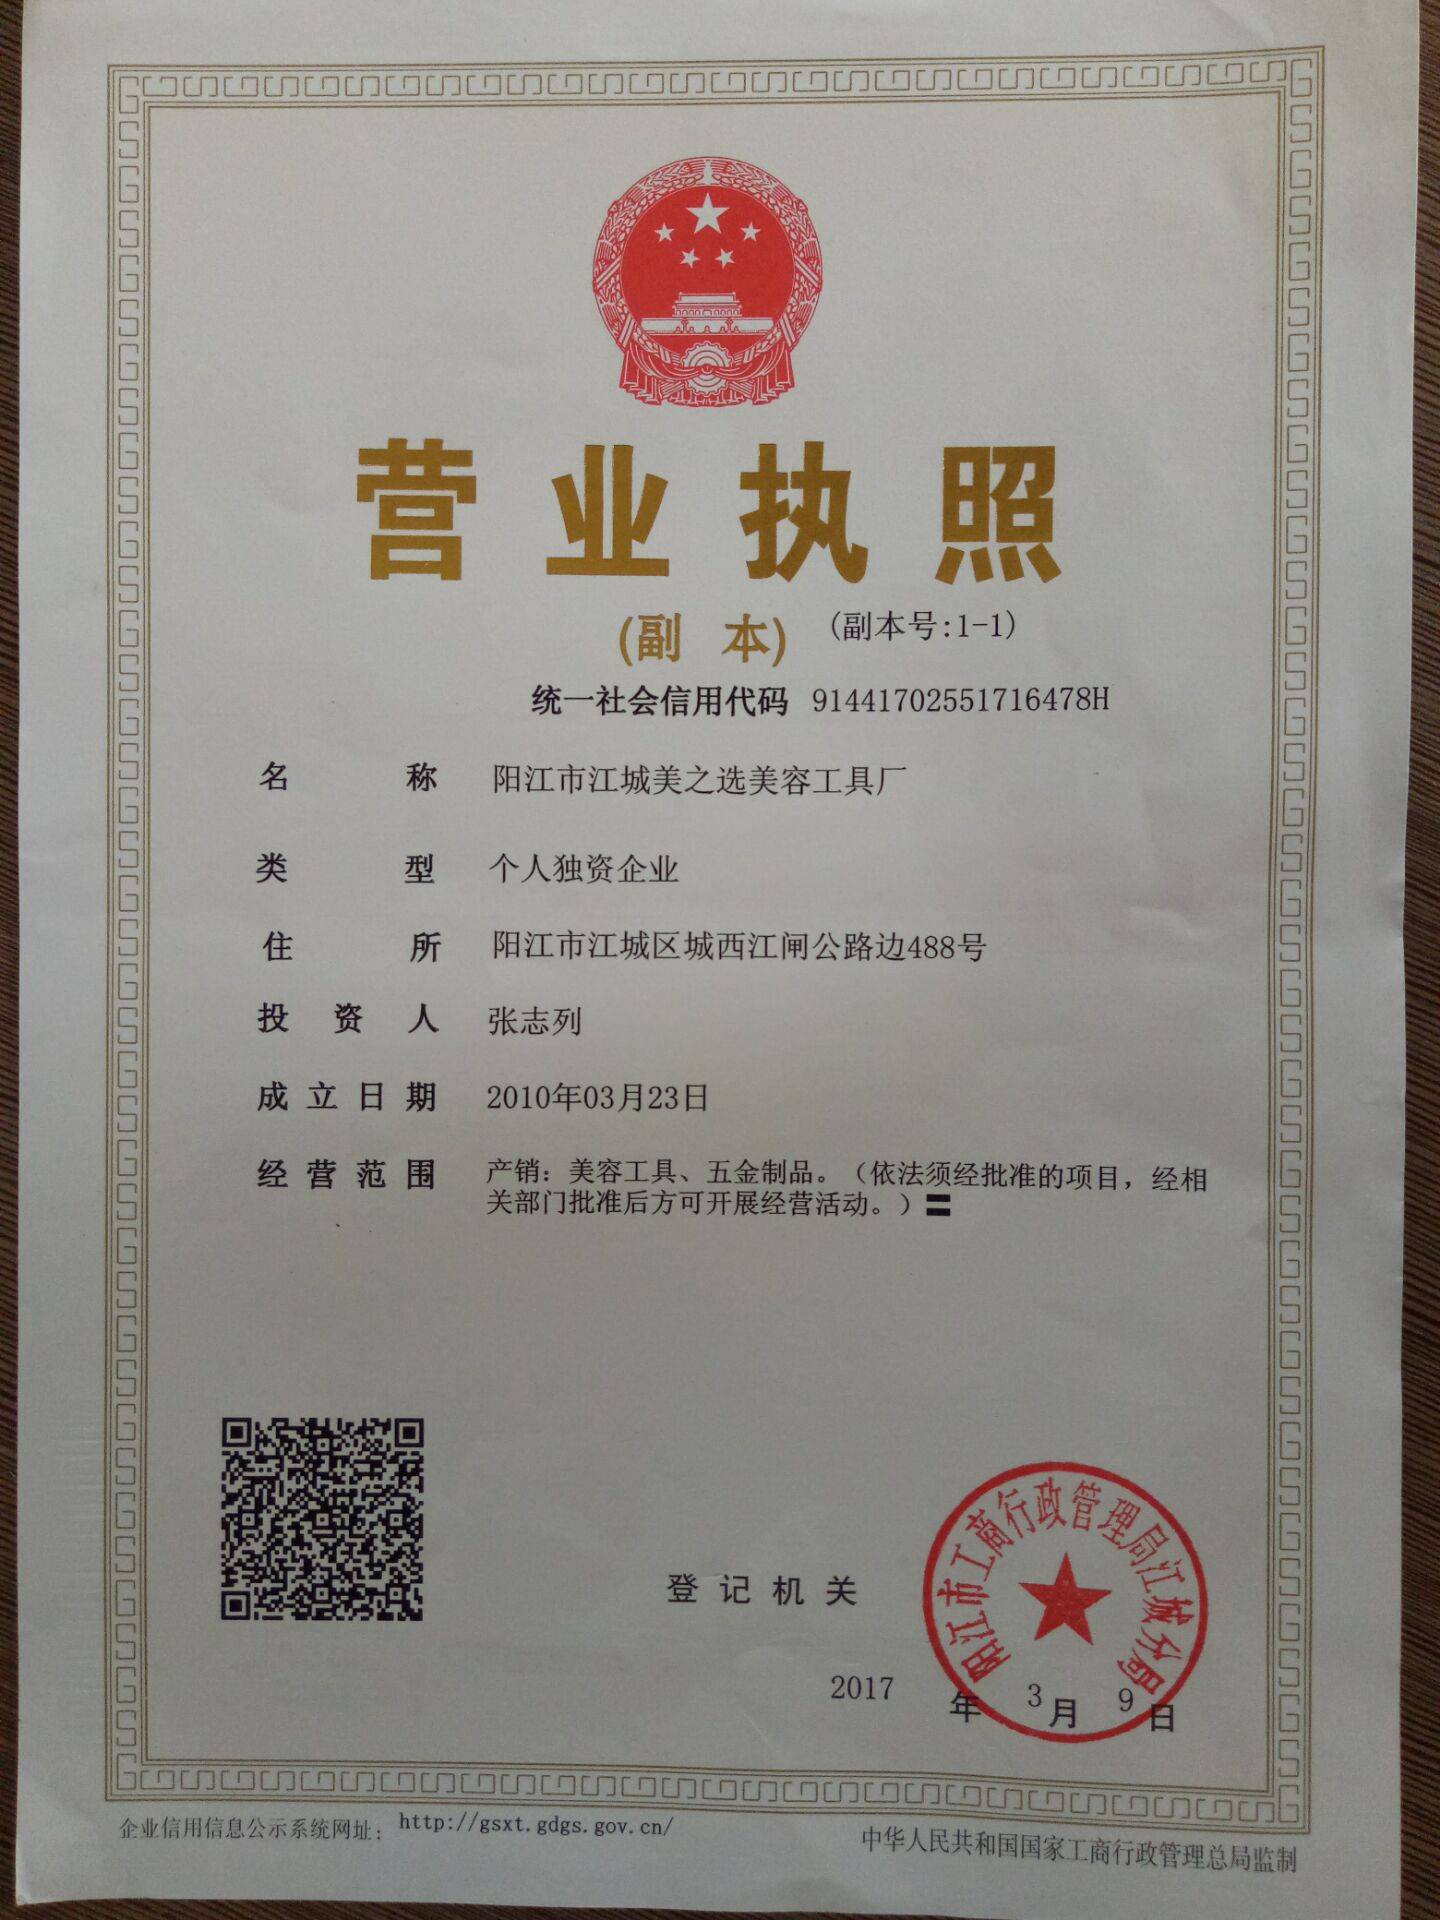 营业执照
(副 本) (副本号:1-1)
统一社会信用代码 91441702551716478H
名称 阳江市江城美之选美容工具厂
类型 个人独资企业
住所 阳江市江城区城西江闸公路边488号
投资人 张志列
成立日期 2010年03月23日
经营范围 产销：美容工具、五金制品。（依法须经批准的项目，经相
关部门批准后方可开展经营活动。）〓
阳江市工商行政管理局江城分局
登记机关
2017 年 3 月 9 日
企业信用信息公示系统网址： http://gsxt.gdgs.gov.cn/
中华人民共和国国家工商行政管理总局监制